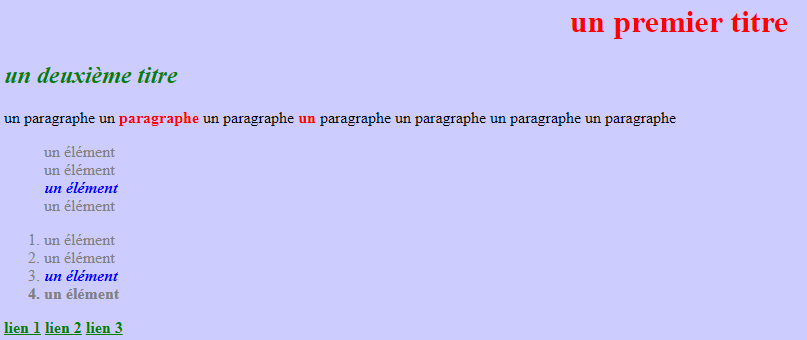 un premier titre
un deuxième titre
un paragraphe un paragraphe un paragraphe un paragraphe un paragraphe un paragraphe un paragraphe
un élément
un élément
un élément
un élément
1. un élément
2. un élément
3. un élément
4. un élément
lien 1 lien 2 lien 3